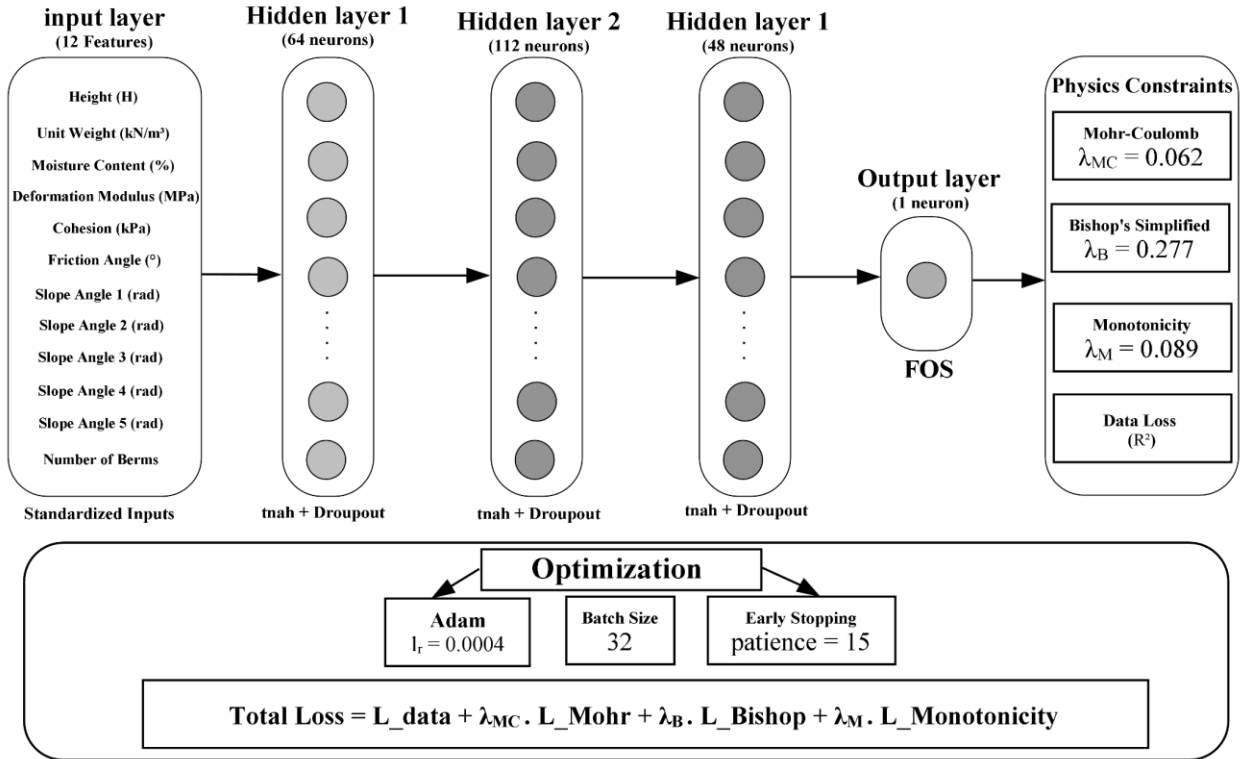 input layer
(12 Features)
Height (H)
Unit Weight (kN/m³)
Moisture Content (%)
Deformation Modulus (MPa)
Cohesion (kPa)
Friction Angle (°)
Slope Angle 1 (rad)
Slope Angle 2 (rad)
Slope Angle 3 (rad)
Slope Angle 4 (rad)
Slope Angle 5 (rad)
Number of Berms
Standardized Inputs
Hidden layer 1
(64 neurons)
tnah + Droupout
Hidden layer 2
(112 neurons)
tnah + Droupout
Hidden layer 1
(48 neurons)
tnah + Droupout
Output layer
(1 neuron)
FOS
Physics Constraints
Mohr-Coulomb
λMC = 0.062
Bishop's Simplified
λB = 0.277
Monotonicity
λM = 0.089
Data Loss
(R²)
Optimization
Adam
lr = 0.0004
Batch Size
32
Early Stopping
patience = 15
Total Loss = L_data + λMC. L_Mohr + λB. L_Bishop + λM. L_Monotonicity